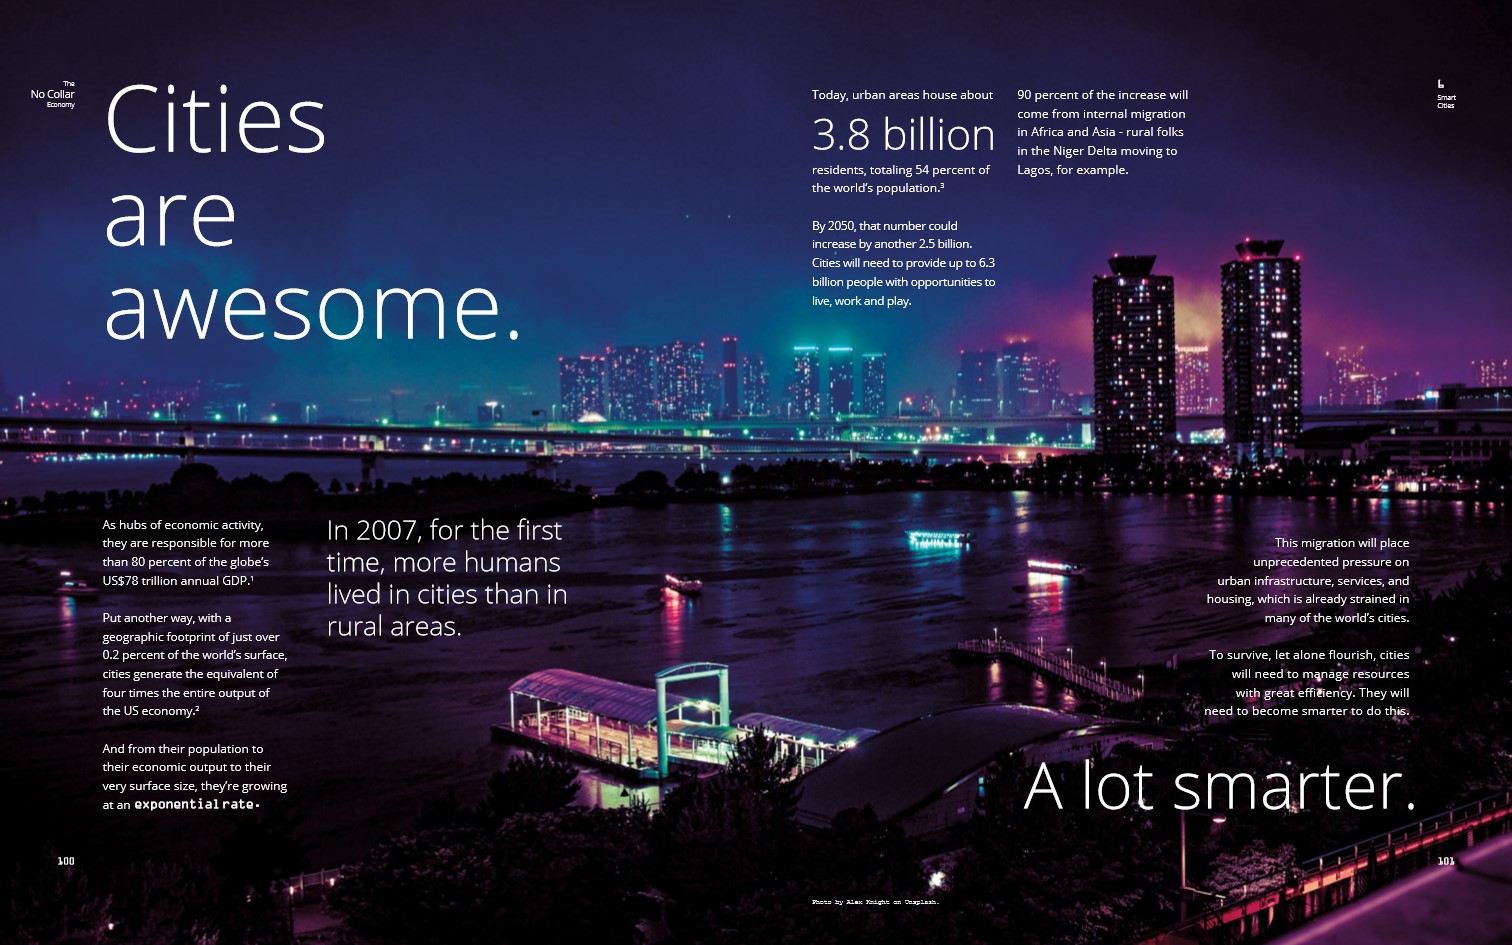 The
No Collar
Economy
Cities
are
awesome.
As hubs of economic activity,
they are responsible for more
than 80 percent of the globe's
US$78 trillion annual GDP.¹
Put another way, with a
geographic footprint of just over
0.2 percent of the world's surface,
cities generate the equivalent of
four times the entire output of
the US economy.²
And from their population to
their economic output to their
very surface size, they're growing
at an exponential rate.
In 2007, for the first
time, more humans
lived in cities than in
rural areas.
100
Today, urban areas house about
3.8 billion
residents, totaling 54 percent of
the world's population.³
By 2050, that number could
increase by another 2.5 billion.
Cities will need to provide up to 6.3
billion people with opportunities to
live, work and play.
90 percent of the increase will
come from internal migration
in Africa and Asia - rural folks
in the Niger Delta moving to
Lagos, for example.
Smart
Cities
This migration will place
unprecedented pressure on
urban infrastructure, services, and
housing, which is already strained in
many of the world's cities.
To survive, let alone flourish, cities
will need to manage resources
with great efficiency. They will
need to become smarter to do this.
A lot smarter.
101
Photo by Alex Knight on Unsplash.